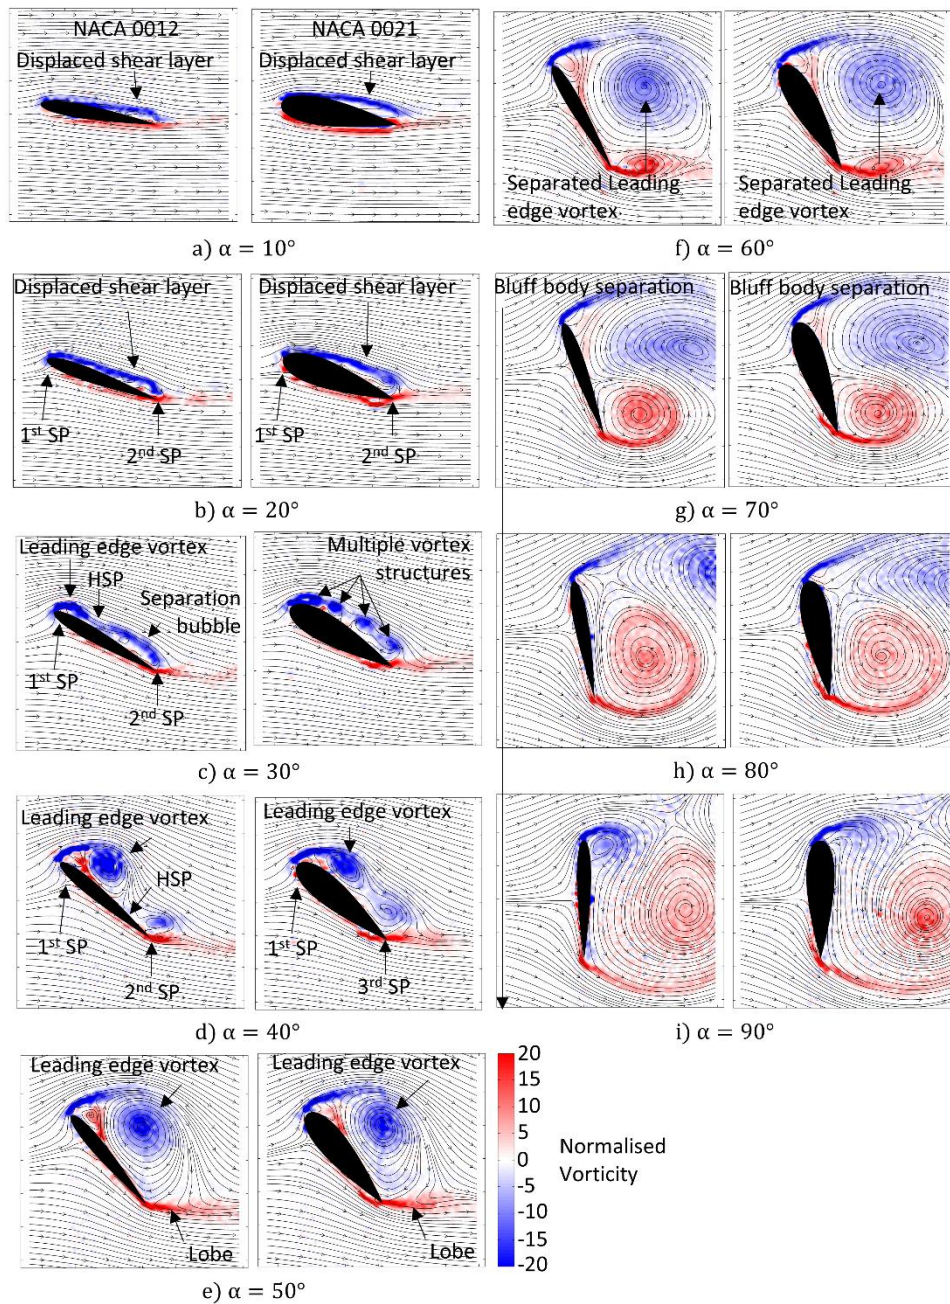 NACA 0012
NACA 0021
Displaced shear layer
Displaced shear layer
a) α = 10°
Displaced shear layer
Displaced shear layer
1st SP
2nd SP
1st SP
2nd SP
b) α = 20°
Leading edge vortex
HSP
Separation
bubble
1st SP
2nd SP
Multiple vortex
structures
c) α = 30°
Leading edge vortex
HSP
1st SP
2nd SP
Leading edge vortex
1st SP
3rd SP
d) α = 40°
Leading edge vortex
Lobe
Leading edge vortex
Lobe
e) α = 50°
Separated Leading
edge vortex
Separated Leading
edge vortex
f) α = 60°
Bluff body separation
Bluff body separation
g) α = 70°
h) α = 80°
i) α = 90°
20
15
10
5
0
-5
-10
-15
-20
Normalised
Vorticity